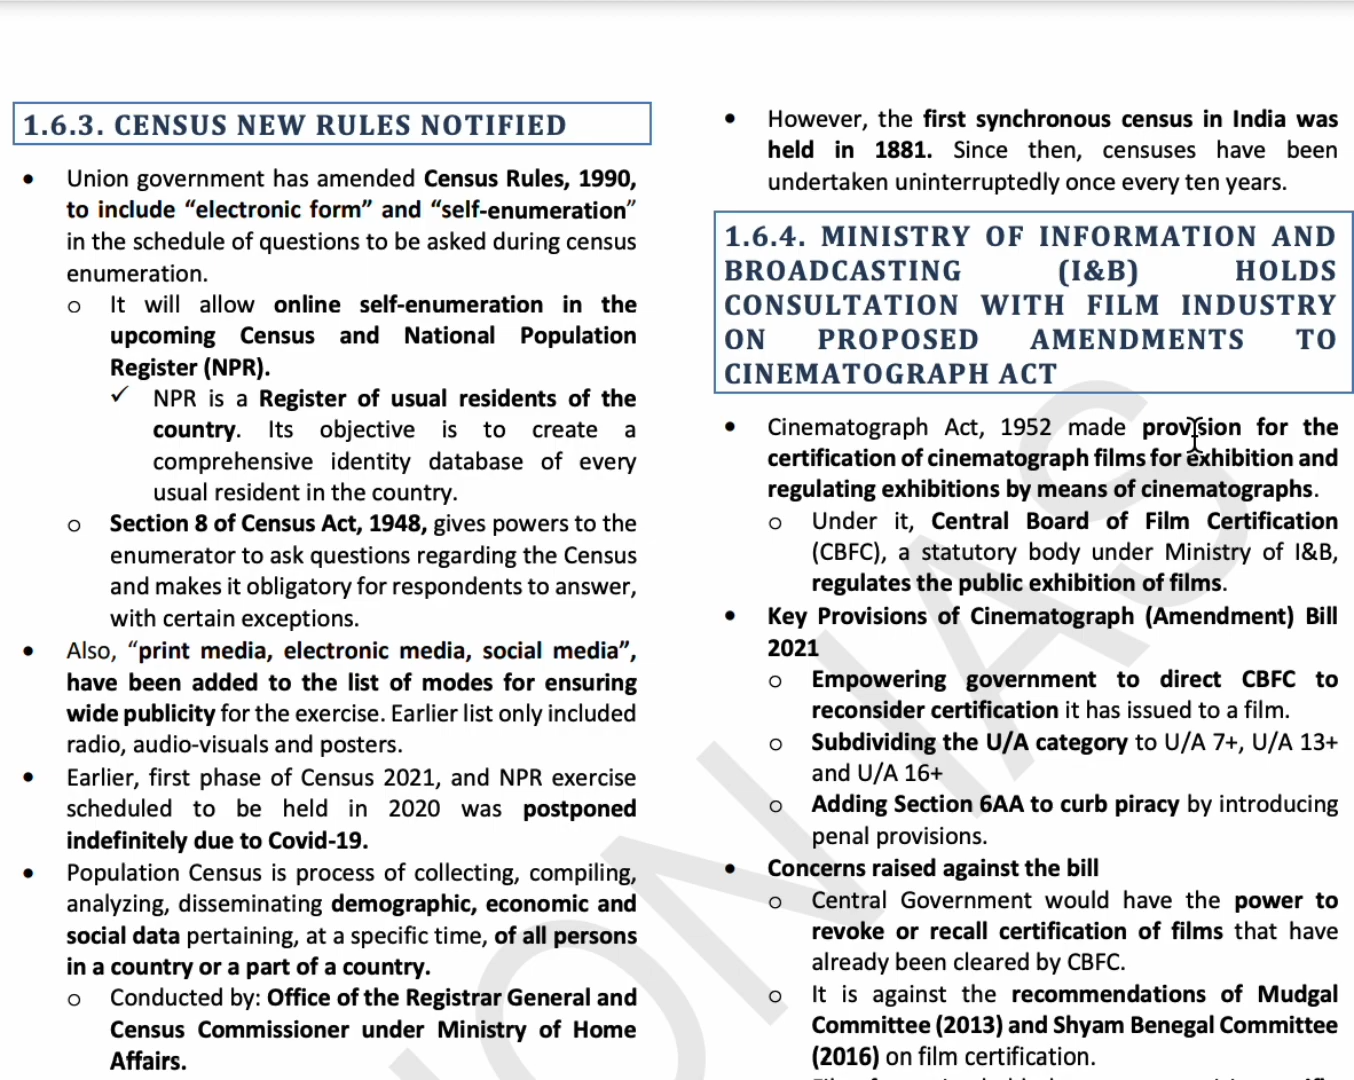 1.6.3. CENSUS NEW RULES NOTIFIED
• Union government has amended Census Rules, 1990,
to include “electronic form” and “self-enumeration”
in the schedule of questions to be asked during census
enumeration.
o It will allow online self-enumeration in the
upcoming Census and National Population
Register (NPR).
✓ NPR is a Register of usual residents of the
country. Its objective is to create a
comprehensive identity database of every
usual resident in the country.
o Section 8 of Census Act, 1948, gives powers to the
enumerator to ask questions regarding the Census
and makes it obligatory for respondents to answer,
with certain exceptions.
• Also, “print media, electronic media, social media”,
have been added to the list of modes for ensuring
wide publicity for the exercise. Earlier list only included
radio, audio-visuals and posters.
• Earlier, first phase of Census 2021, and NPR exercise
scheduled to be held in 2020 was postponed
indefinitely due to Covid-19.
• Population Census is process of collecting, compiling,
analyzing, disseminating demographic, economic and
social data pertaining, at a specific time, of all persons
in a country or a part of a country.
o Conducted by: Office of the Registrar General and
Census Commissioner under Ministry of Home
Affairs.
• However, the first synchronous census in India was
held in 1881. Since then, censuses have been
undertaken uninterruptedly once every ten years.
1.6.4. MINISTRY OF INFORMATION AND
BROADCASTING (I&B) HOLDS
CONSULTATION WITH FILM INDUSTRY
ON PROPOSED AMENDMENTS TO
CINEMATOGRAPH ACT
• Cinematograph Act, 1952 made provision for the
certification of cinematograph films for exhibition and
regulating exhibitions by means of cinematographs.
o Under it, Central Board of Film Certification
(CBFC), a statutory body under Ministry of I&B,
regulates the public exhibition of films.
• Key Provisions of Cinematograph (Amendment) Bill
2021
o Empowering government to direct CBFC to
reconsider certification it has issued to a film.
o Subdividing the U/A category to U/A 7+, U/A 13+
and U/A 16+
o Adding Section 6AA to curb piracy by introducing
penal provisions.
• Concerns raised against the bill
o Central Government would have the power to
revoke or recall certification of films that have
already been cleared by CBFC.
o It is against the recommendations of Mudgal
Committee (2013) and Shyam Benegal Committee
(2016) on film certification.